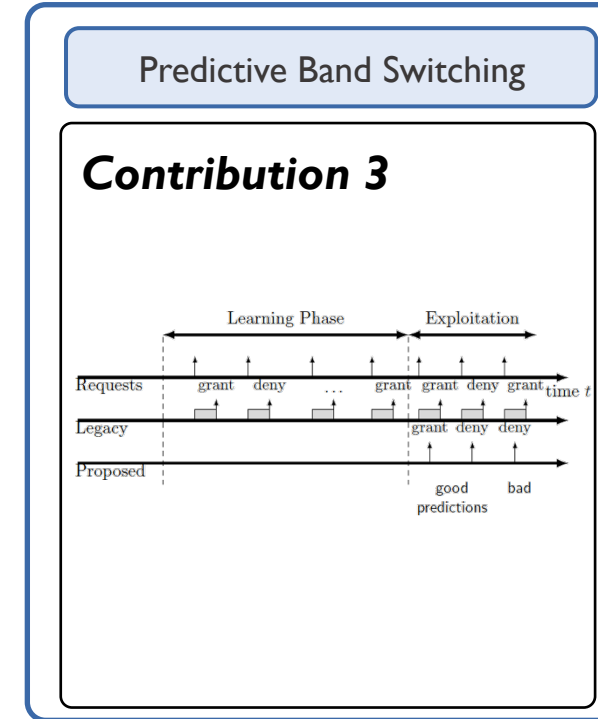 Predictive Band Switching
Contribution 3
Learning Phase Exploitation
Requests grant deny ... grant grant deny grant time t
Legacy grant deny deny
Proposed
good bad
predictions